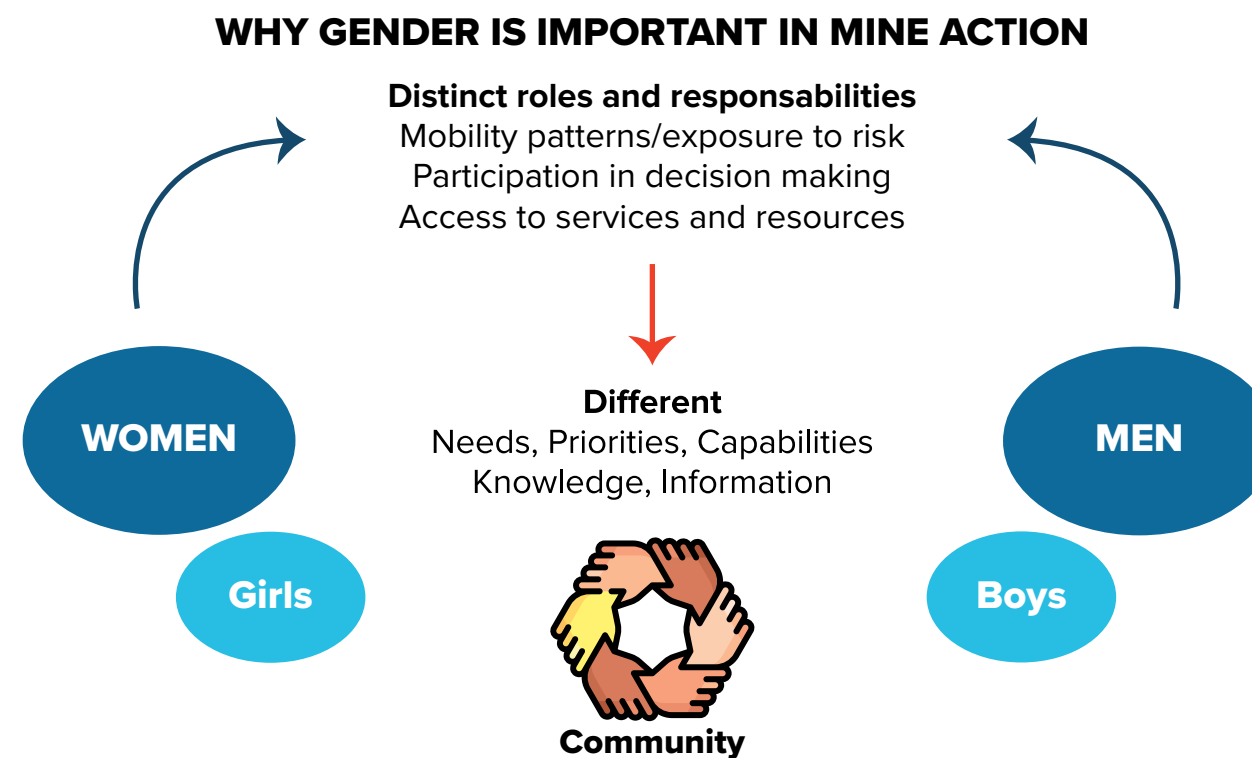 WHY GENDER IS IMPORTANT IN MINE ACTION
Distinct roles and responsabilities
Mobility patterns/exposure to risk
Participation in decision making
Access to services and resources
Different
Needs, Priorities, Capabilities
Knowledge, Information
WOMEN
MEN
Girls
Boys
Community